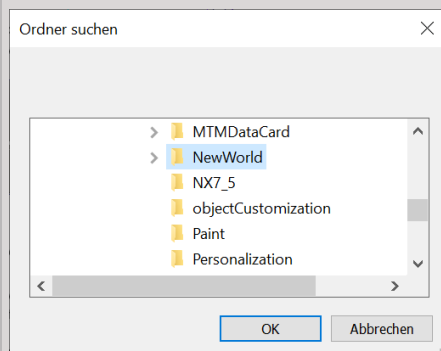 Ordner suchen
MTMDataCard
NewWorld
NX7_5
objectCustomization
Paint
Personalization
OK
Abbrechen